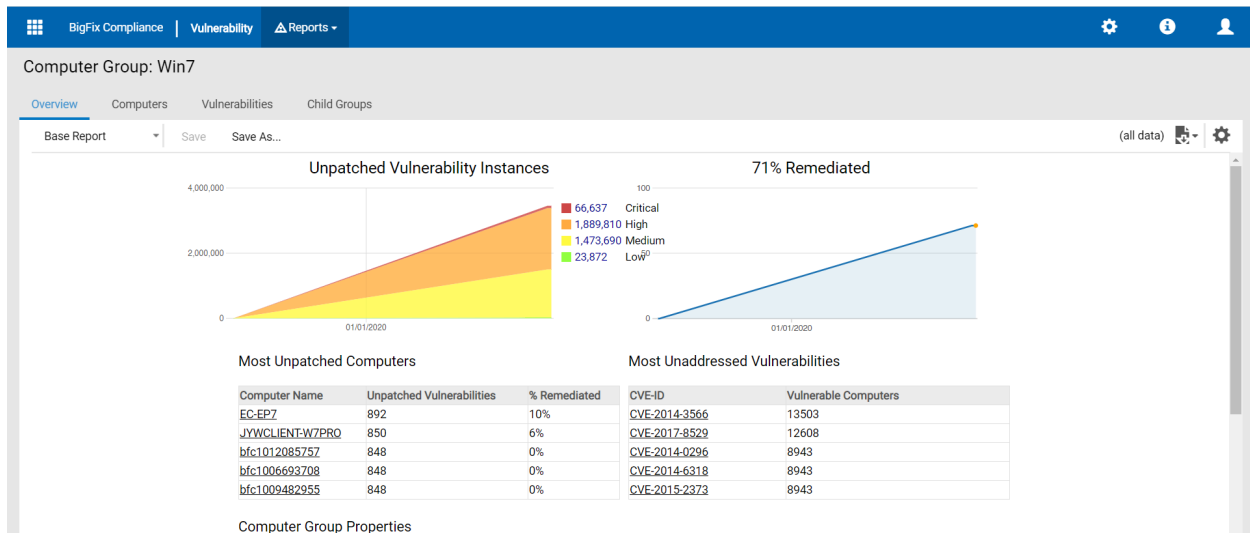 BigFix Compliance | Vulnerability Reports
Computer Group: Win7
Overview Computers Vulnerabilities Child Groups
Base Report Save Save As... (all data)
Unpatched Vulnerability Instances
4,000,000
2,000,000
0
01/01/2020
66,637 Critical
1,889,810 High
1,473,690 Medium
23,872 Low
71% Remediated
100
50
0
01/01/2020
Most Unpatched Computers
Computer Name Unpatched Vulnerabilities % Remediated
EC-EP7 892 10%
JYWCLIENT-W7PRO 850 6%
bfc1012085757 848 0%
bfc1006693708 848 0%
bfc1009482955 848 0%
Most Unaddressed Vulnerabilities
CVE-ID Vulnerable Computers
CVE-2014-3566 13503
CVE-2017-8529 12608
CVE-2014-0296 8943
CVE-2014-6318 8943
CVE-2015-2373 8943
Computer Group Properties